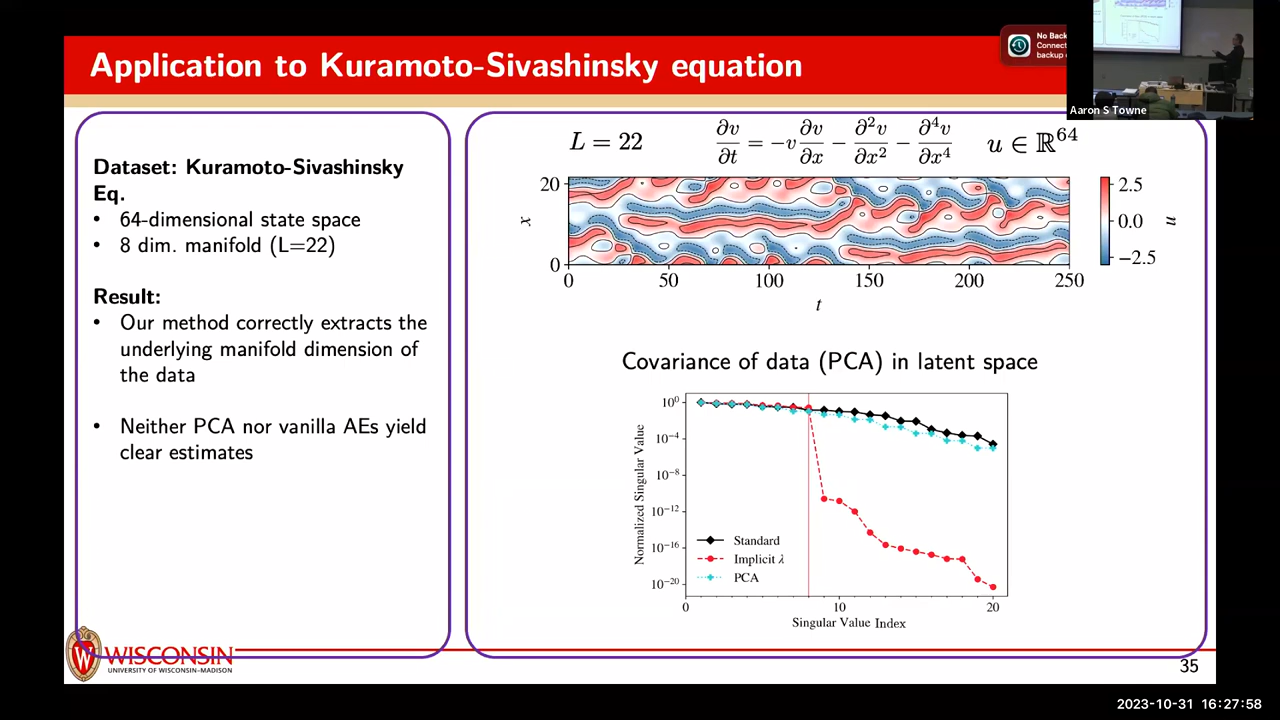 Application to Kuramoto-Sivashinsky equation
No Back
Connect
backup
Aaron S Towne
Dataset: Kuramoto-Sivashinsky
Eq.
• 64-dimensional state space
• 8 dim. manifold (L=22)
Result:
• Our method correctly extracts the
underlying manifold dimension of
the data
• Neither PCA nor vanilla AEs yield
clear estimates
L = 22
∂v/∂t = −v ∂v/∂x − ∂²v/∂x² − ∂⁴v/∂x⁴
u ∈ ℝ⁶⁴
20
x
0
0 50 100 150 200 250
t
2.5
0.0
−2.5
u
Covariance of data (PCA) in latent space
Normalized Singular Value
10⁰
10⁻⁴
10⁻⁸
10⁻¹²
10⁻¹⁶
10⁻²⁰
Standard
Implicit λ
PCA
0 10 20
Singular Value Index
WISCONSIN
UNIVERSITY OF WISCONSIN–MADISON
35
2023-10-31 16:27:58